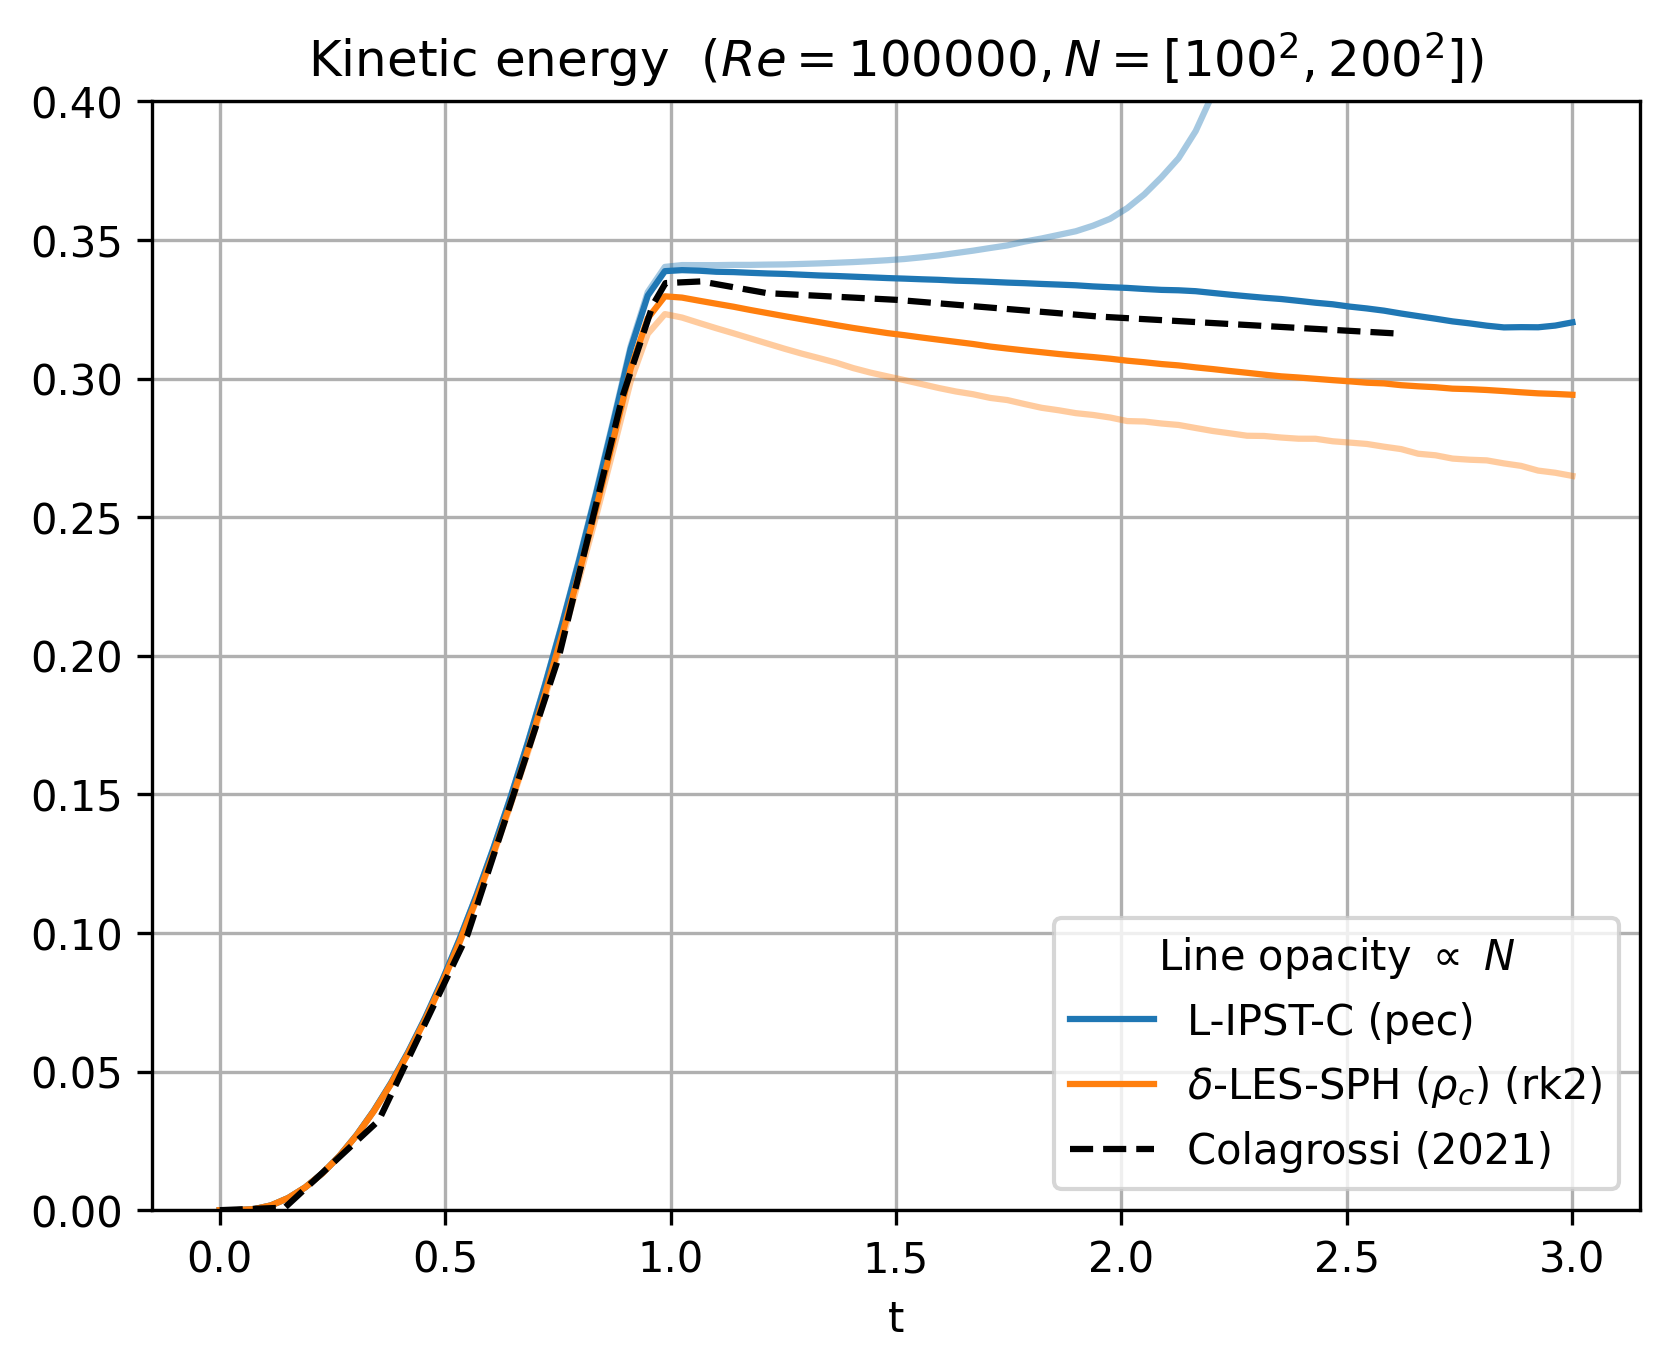 Kinetic energy (Re = 100000, N = [100², 200²])
0.40
0.35
0.30
0.25
0.20
0.15
0.10
0.05
0.00
Line opacity ∝ N
L-IPST-C (pec)
δ-LES-SPH (ρ_c) (rk2)
Colagrossi (2021)
0.0 0.5 1.0 1.5 2.0 2.5 3.0
t